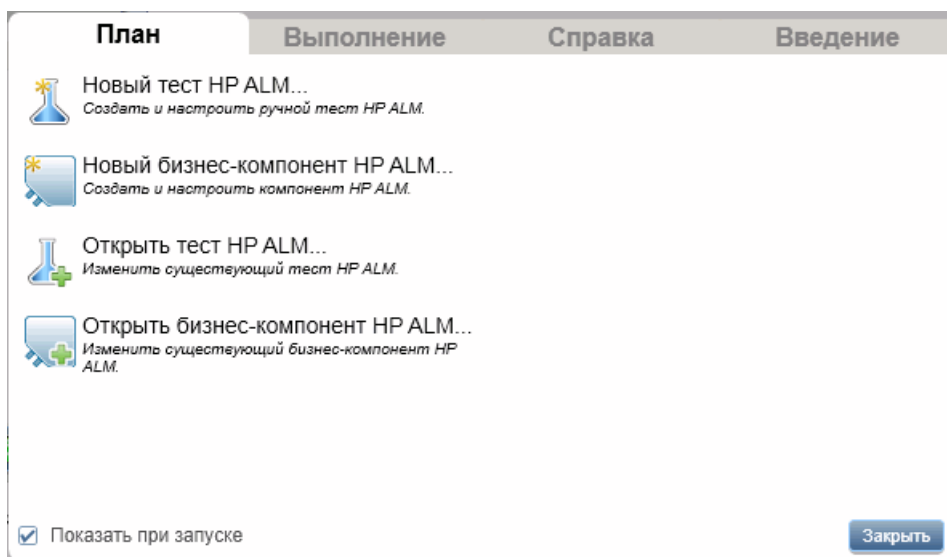 План Выполнение Справка Введение
Новый тест HP ALM...
Создать и настроить ручной тест HP ALM.
Новый бизнес-компонент HP ALM...
Создать и настроить компонент HP ALM.
Открыть тест HP ALM...
Изменить существующий тест HP ALM.
Открыть бизнес-компонент HP ALM...
Изменить существующий бизнес-компонент HP
ALM.
Показать при запуске Закрыть